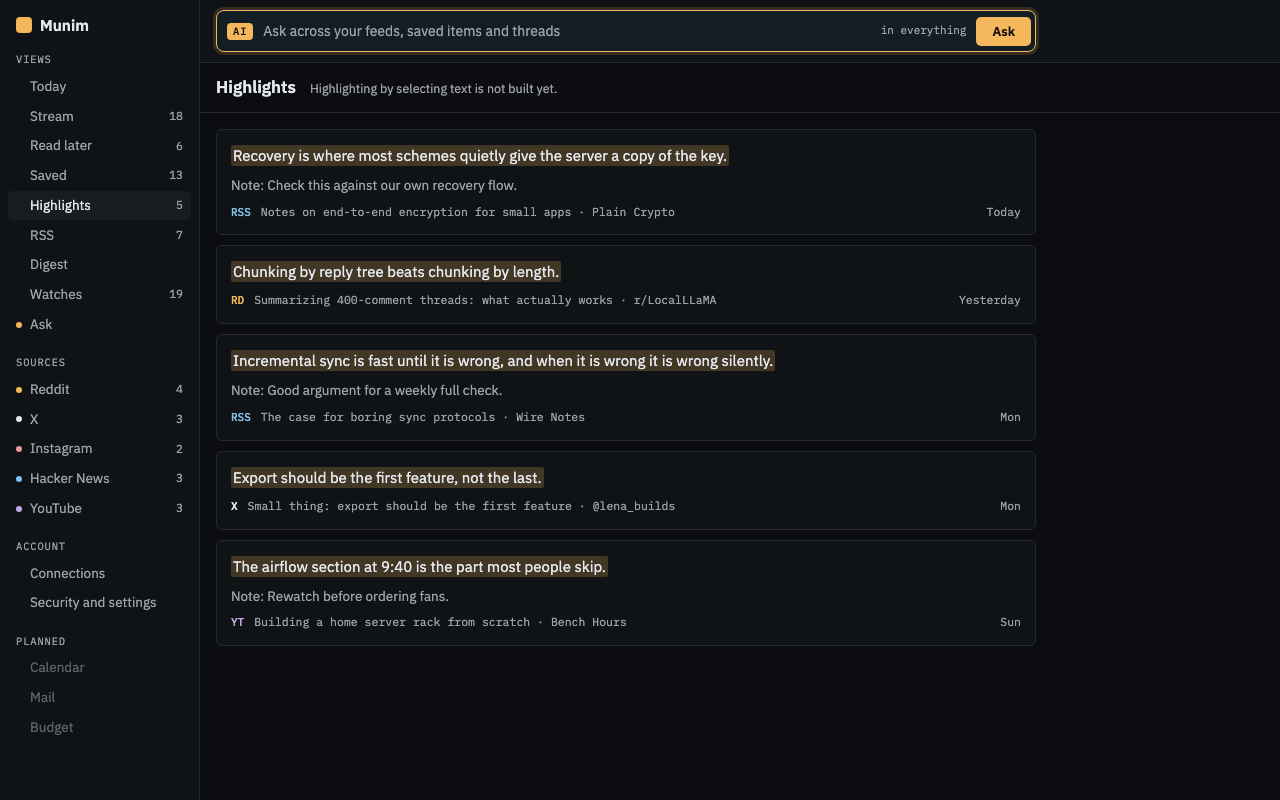 Munim
VIEWS
Today
Stream 18
Read later 6
Saved 13
Highlights 5
RSS 7
Digest
Watches 19
Ask
SOURCES
Reddit 4
X 3
Instagram 2
Hacker News 3
YouTube 3
ACCOUNT
Connections
Security and settings
PLANNED
Calendar
Mail
Budget
AI Ask across your feeds, saved items and threads in everything Ask
Highlights Highlighting by selecting text is not built yet.
Recovery is where most schemes quietly give the server a copy of the key.
Note: Check this against our own recovery flow.
RSS Notes on end-to-end encryption for small apps · Plain Crypto Today
Chunking by reply tree beats chunking by length.
RD Summarizing 400-comment threads: what actually works · r/LocalLLaMA Yesterday
Incremental sync is fast until it is wrong, and when it is wrong it is wrong silently.
Note: Good argument for a weekly full check.
RSS The case for boring sync protocols · Wire Notes Mon
Export should be the first feature, not the last.
X Small thing: export should be the first feature · @lena_builds Mon
The airflow section at 9:40 is the part most people skip.
Note: Rewatch before ordering fans.
YT Building a home server rack from scratch · Bench Hours Sun